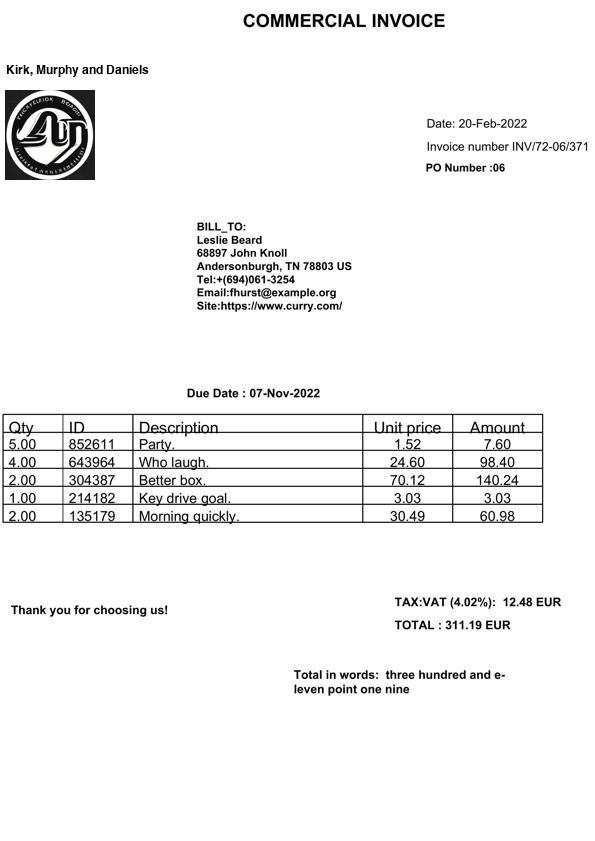 COMMERCIAL INVOICE
Kirk, Murphy and Daniels
Date: 20-Feb-2022
Invoice number INV/72-06/371
PO Number :06
BILL_TO:
Leslie Beard
68897 John Knoll
Andersonburgh, TN 78803 US
Tel:+(694)061-3254
Email:fhurst@example.org
Site:https://www.curry.com/
Due Date : 07-Nov-2022
Qty ID Description Unit price Amount
5.00 852611 Party. 1.52 7.60
4.00 643964 Who laugh. 24.60 98.40
2.00 304387 Better box. 70.12 140.24
1.00 214182 Key drive goal. 3.03 3.03
2.00 135179 Morning quickly. 30.49 60.98
TAX:VAT (4.02%): 12.48 EUR
Thank you for choosing us!
TOTAL : 311.19 EUR
Total in words: three hundred and e-
leven point one nine